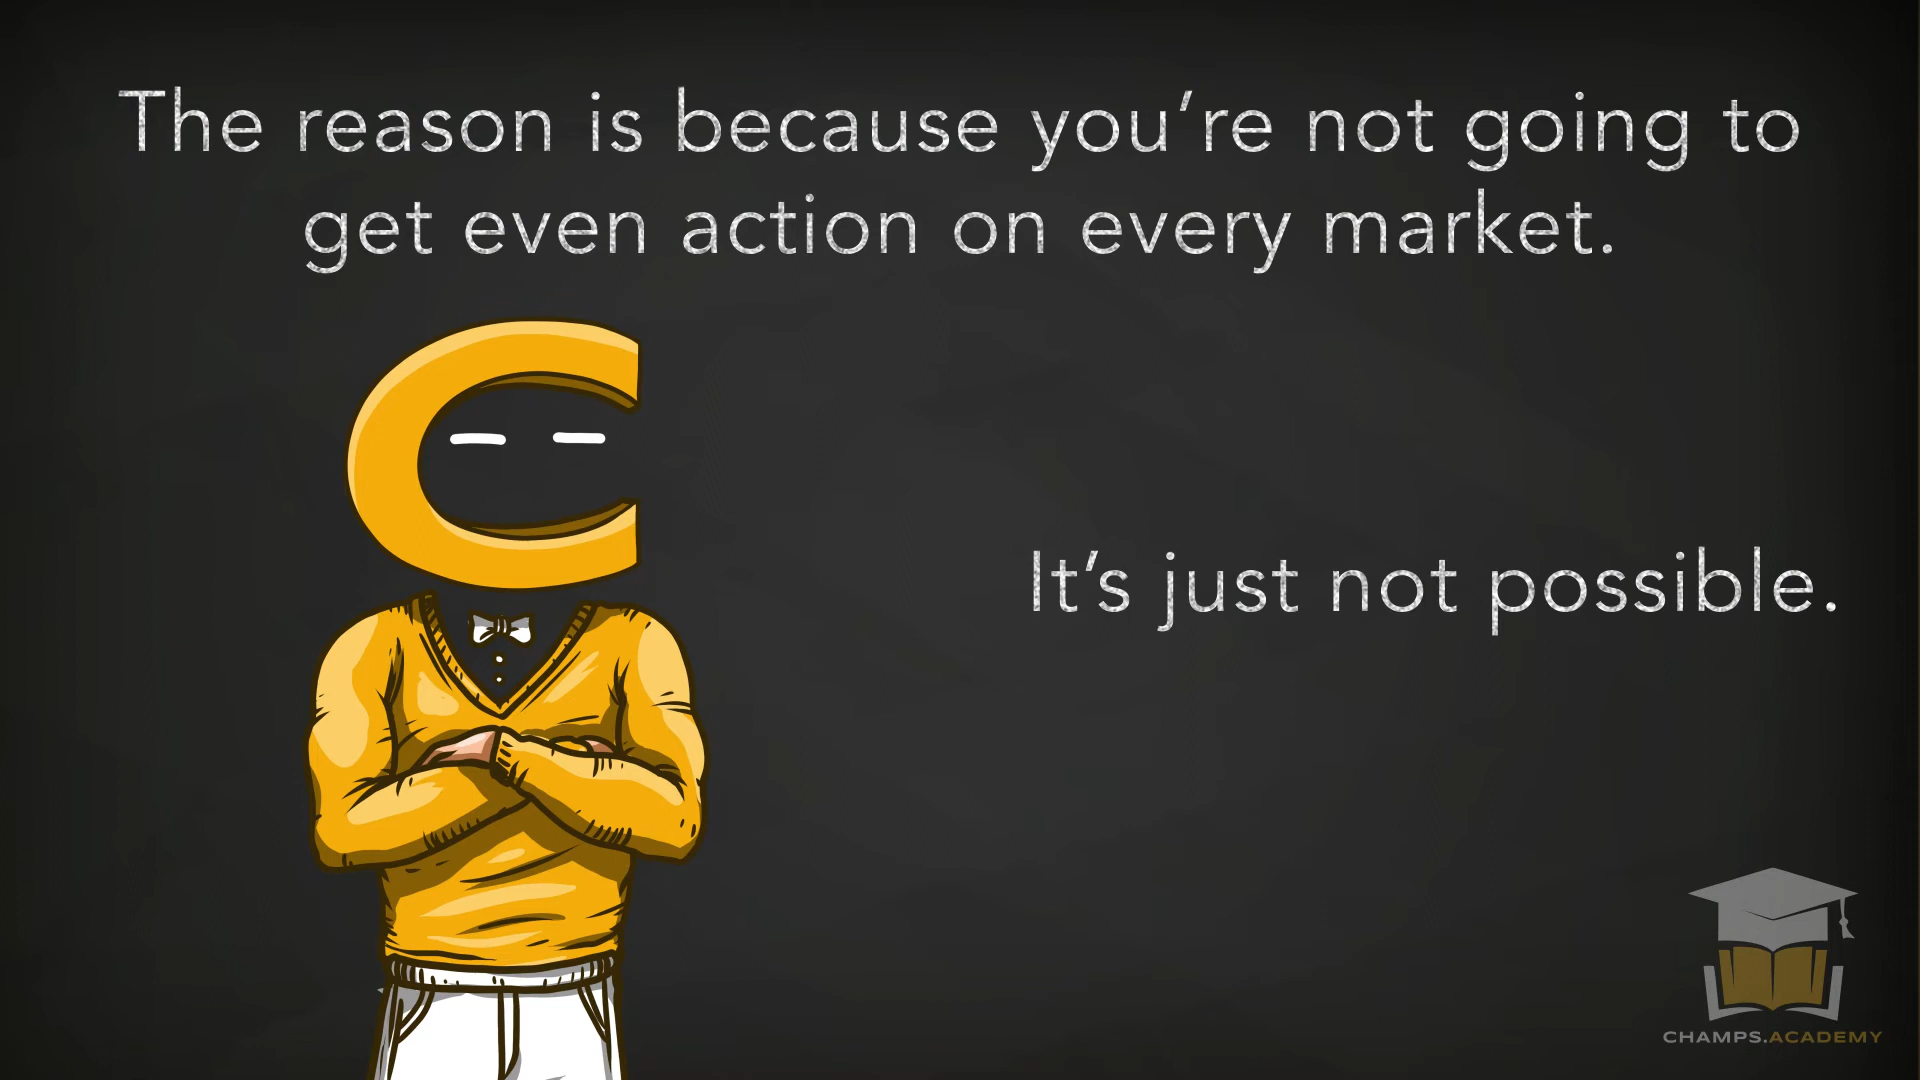 The reason is because you’re not going to
get even action on every market.
It’s just not possible.
CHAMPS.ACADEMY